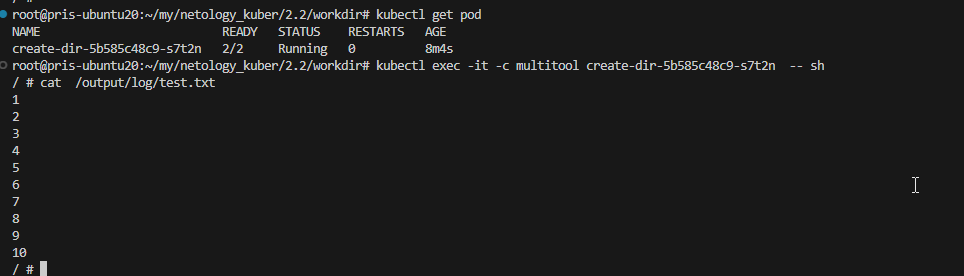 / #
root@pris-ubuntu20:~/my/netology_kuber/2.2/workdir# kubectl get pod
NAME                          READY   STATUS    RESTARTS   AGE
create-dir-5b585c48c9-s7t2n   2/2     Running   0          8m4s
root@pris-ubuntu20:~/my/netology_kuber/2.2/workdir# kubectl exec -it -c multitool create-dir-5b585c48c9-s7t2n  -- sh
/ # cat  /output/log/test.txt
1
2
3
4
5
6
7
8
9
10
/ #